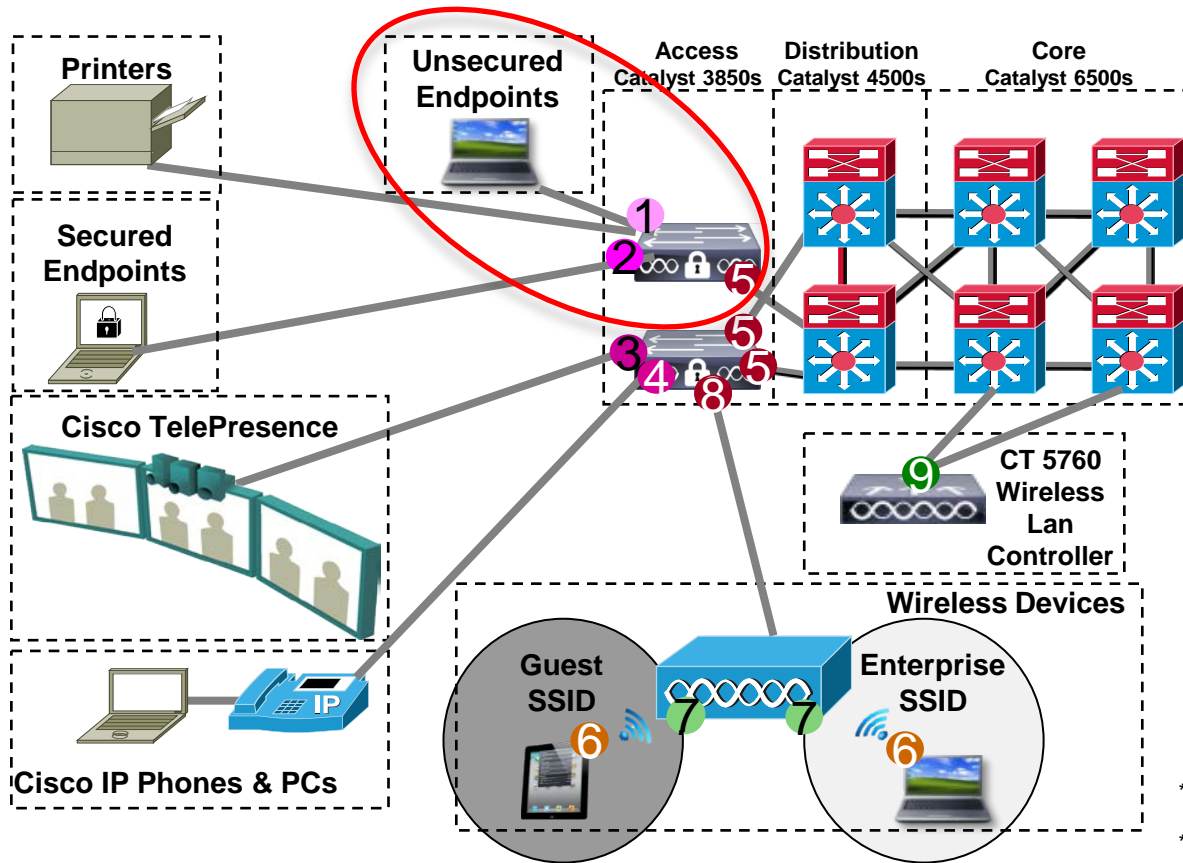 Printers
Unsecured
Endpoints
Access
Catalyst 3850s
Distribution
Catalyst 4500s
Core
Catalyst 6500s
1
2
5
Secured
Endpoints
5
3
4
5
8
Cisco TelePresence
9
CT 5760
Wireless
Lan
Controller
Wireless Devices
Guest
SSID
Enterprise
SSID
IP
7
7
6
6
Cisco IP Phones & PCs
*
*